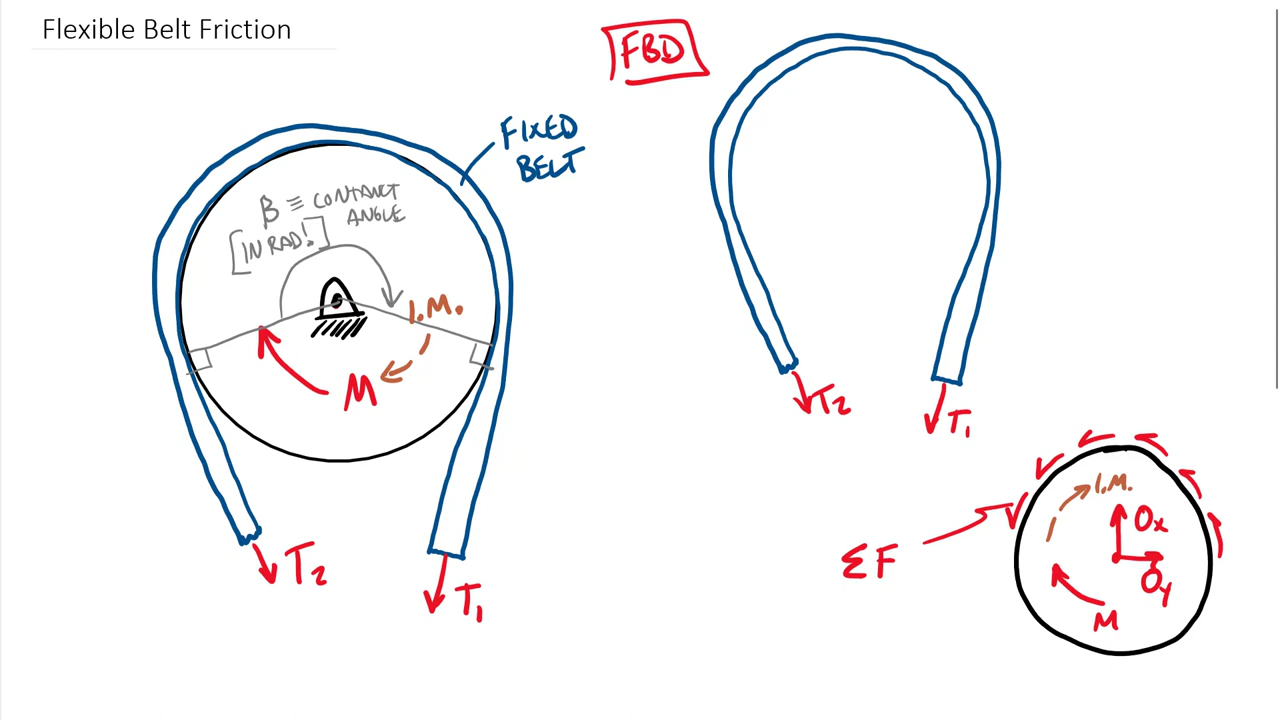 Flexible Belt Friction
FBD
FIXED
BELT
β ≡ CONTACT
ANGLE
[IN RAD!]
I.M.
M
T2
T1
T2
T1
I.M.
Ox
Oy
M
ΣF